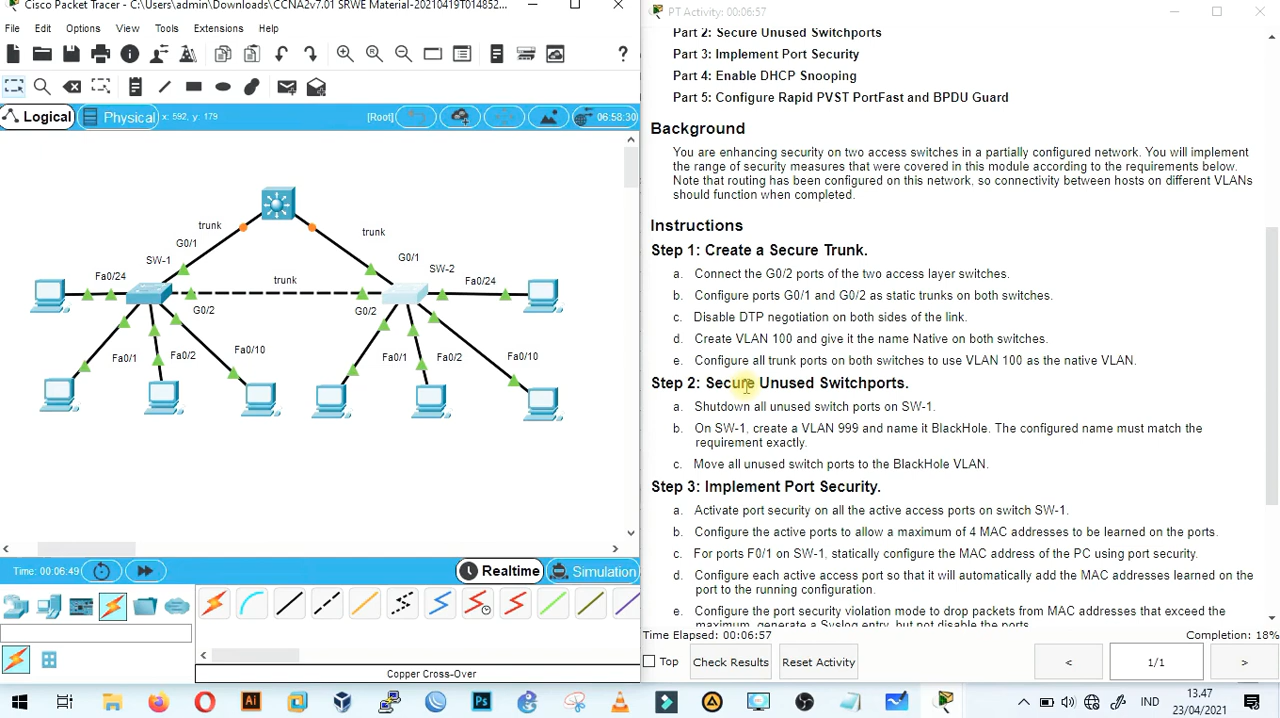 Cisco Packet Tracer - C:\Users\admin\Downloads\CCNA2v7.01 SRWE Material-20210419T014852...
File Edit Options View Tools Extensions Help
?
Logical Physical x: 592, y: 179 [Root] 06:58:30
trunk
trunk
G0/1
G0/1
SW-1
SW-2
Fa0/24
trunk
Fa0/24
G0/2
G0/2
Fa0/1
Fa0/2
Fa0/10
Fa0/1
Fa0/2
Fa0/10
Time: 00:06:49 Realtime Simulation
Copper Cross-Over
PT Activity: 00:06:57
Part 2: Secure Unused Switchports
Part 3: Implement Port Security
Part 4: Enable DHCP Snooping
Part 5: Configure Rapid PVST PortFast and BPDU Guard
Background
You are enhancing security on two access switches in a partially configured network. You will implement
the range of security measures that were covered in this module according to the requirements below.
Note that routing has been configured on this network, so connectivity between hosts on different VLANs
should function when completed.
Instructions
Step 1: Create a Secure Trunk.
a. Connect the G0/2 ports of the two access layer switches.
b. Configure ports G0/1 and G0/2 as static trunks on both switches.
c. Disable DTP negotiation on both sides of the link.
d. Create VLAN 100 and give it the name Native on both switches.
e. Configure all trunk ports on both switches to use VLAN 100 as the native VLAN.
Step 2: Secure Unused Switchports.
a. Shutdown all unused switch ports on SW-1.
b. On SW-1, create a VLAN 999 and name it BlackHole. The configured name must match the
requirement exactly.
c. Move all unused switch ports to the BlackHole VLAN.
Step 3: Implement Port Security.
a. Activate port security on all the active access ports on switch SW-1.
b. Configure the active ports to allow a maximum of 4 MAC addresses to be learned on the ports.
c. For ports F0/1 on SW-1, statically configure the MAC address of the PC using port security.
d. Configure each active access port so that it will automatically add the MAC addresses learned on the
port to the running configuration.
e. Configure the port security violation mode to drop packets from MAC addresses that exceed the
maximum, generate a Syslog entry, but not disable the ports.
Time Elapsed: 00:06:57 Completion: 18%
Top Check Results Reset Activity < 1/1 >
IND
13.47
23/04/2021